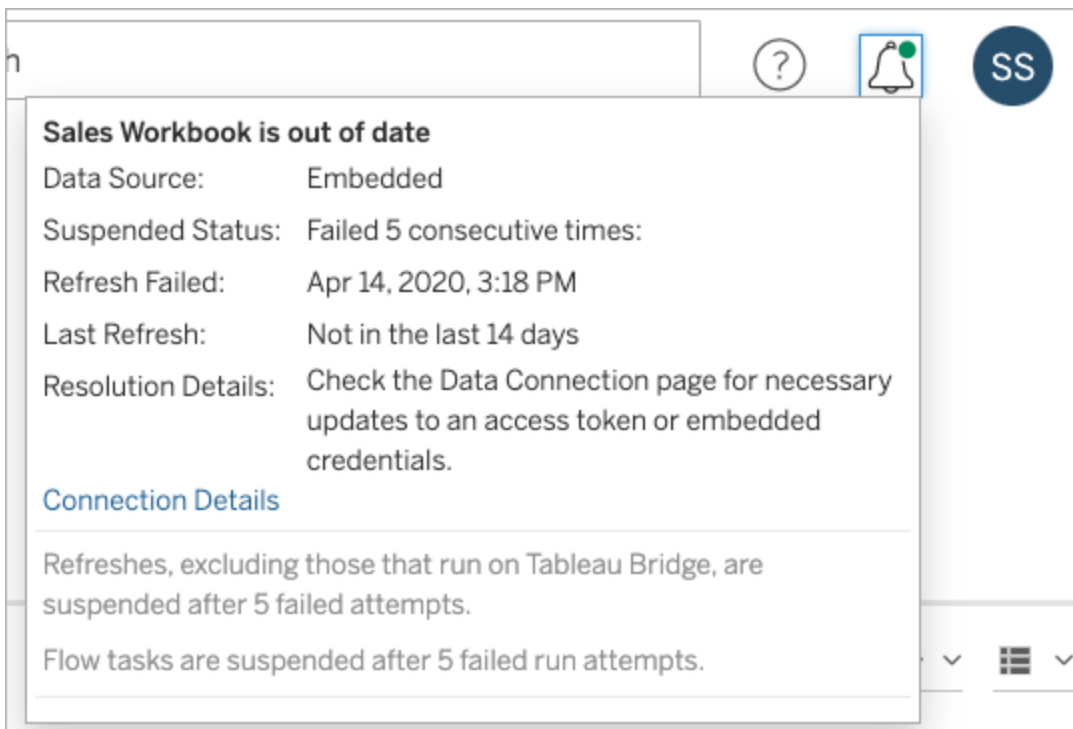 h
?
SS
Sales Workbook is out of date
Data Source: Embedded
Suspended Status: Failed 5 consecutive times:
Refresh Failed: Apr 14, 2020, 3:18 PM
Last Refresh: Not in the last 14 days
Resolution Details: Check the Data Connection page for necessary
updates to an access token or embedded
credentials.
Connection Details
Refreshes, excluding those that run on Tableau Bridge, are
suspended after 5 failed attempts.
Flow tasks are suspended after 5 failed run attempts.